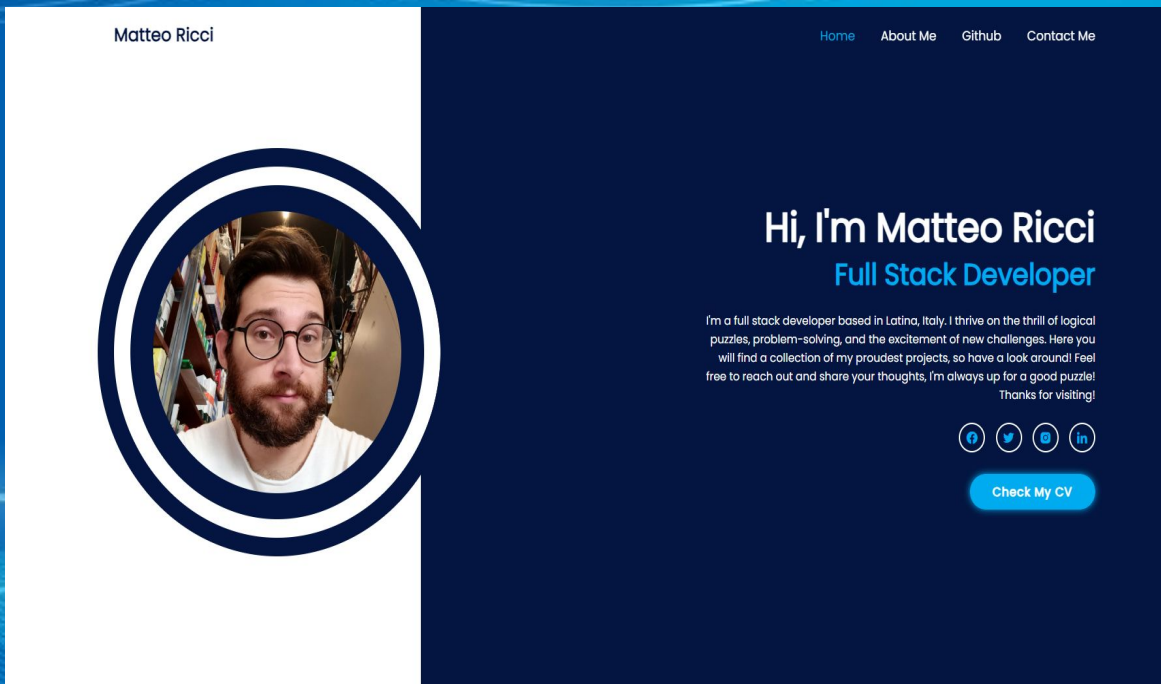 Matteo Ricci
Home About Me Github Contact Me
Hi, I'm Matteo Ricci
Full Stack Developer
I'm a full stack developer based in Latina, Italy. I thrive on the thrill of logical
puzzles, problem-solving, and the excitement of new challenges. Here you
will find a collection of my proudest projects, so have a look around! Feel
free to reach out and share your thoughts, I'm always up for a good puzzle!
Thanks for visiting!
in
Check My CV